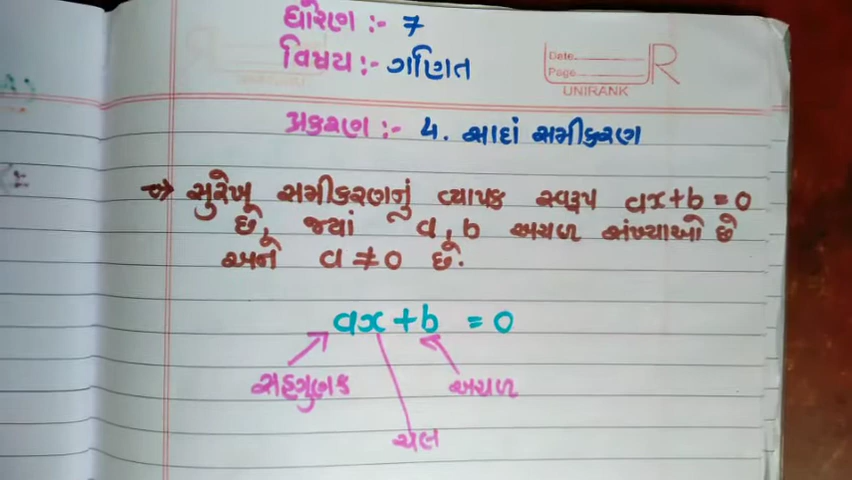 ધોરણ :- 7
વિષય :- ગણિત
Date
Page
R
UNIRANK
પ્રકરણ :- 4. સાદાં સમીકરણ
→ સુરેખ સમીકરણનું વ્યાપક સ્વરૂપ ax+b=0
છે, જ્યાં a, b અચળ સંખ્યાઓ છે
અને a ≠ 0 છે.
ax + b = 0
સહગુણક અચળ
ચલ